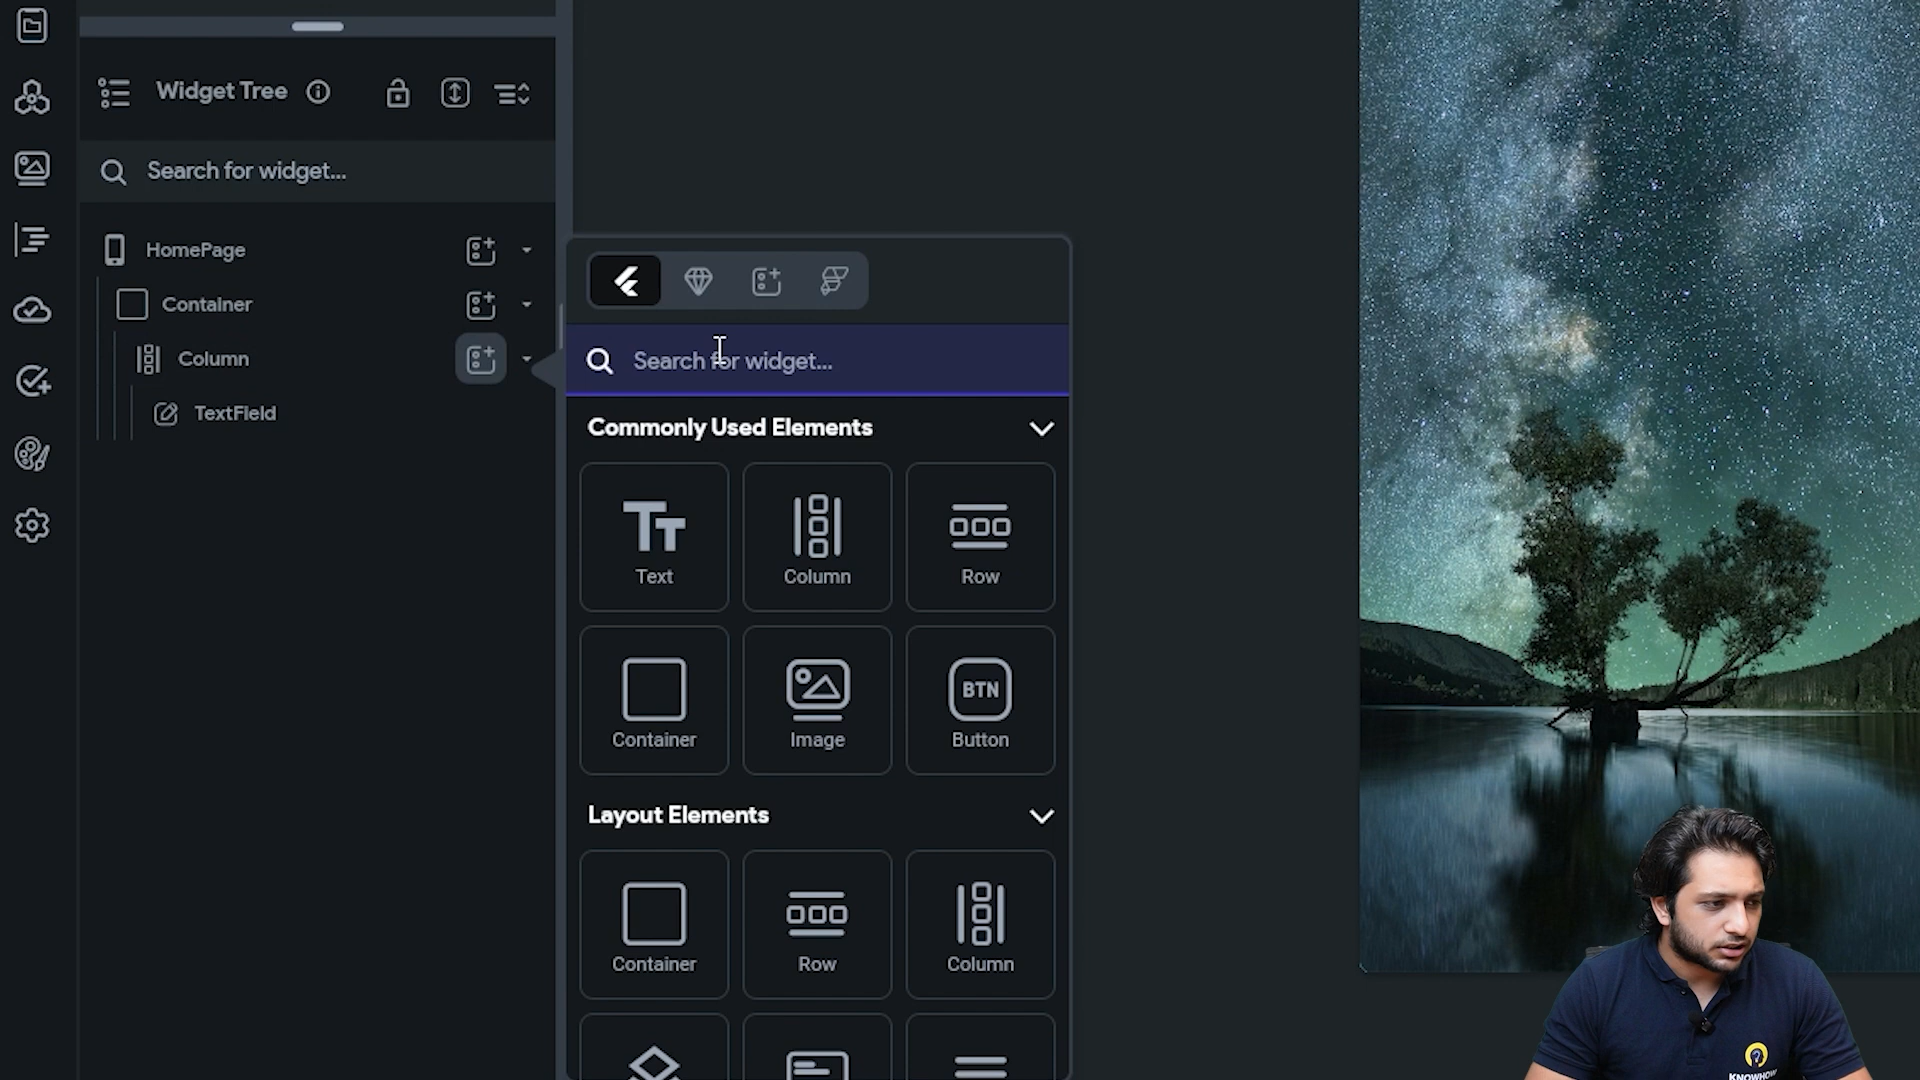 Widget Tree
Search for widget...
HomePage
Container
Column
TextField
Search for widget...
Commonly Used Elements
Text
Column
Row
Container
Image
BTN
Button
Layout Elements
Container
Row
Column
KNOWHOW